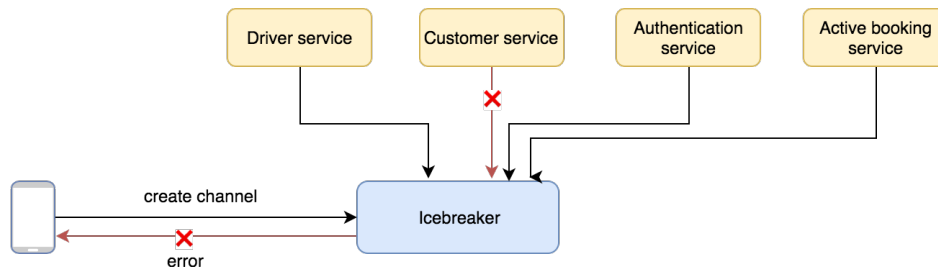 Driver service
Customer service
Authentication
service
Active booking
service
create channel
Icebreaker
error